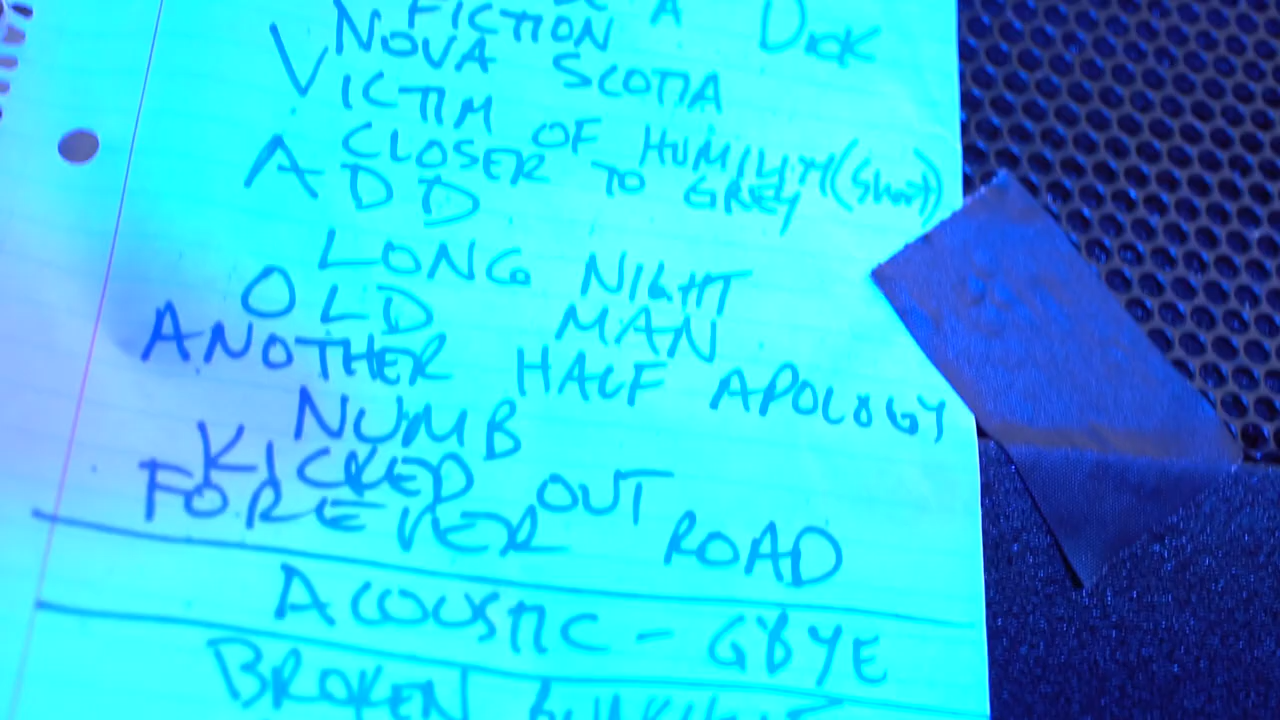 A DICK
FICTION
NOVA SCOTIA
VICTIM OF HUMILITY (Short)
CLOSER TO GREY
ADD
LONG NIGHT
OLD MAN
ANOTHER HALF APOLOGY
NUMB
KICKED OUT
FOREVER ROAD
ACOUSTIC - GBYE
BROKEN